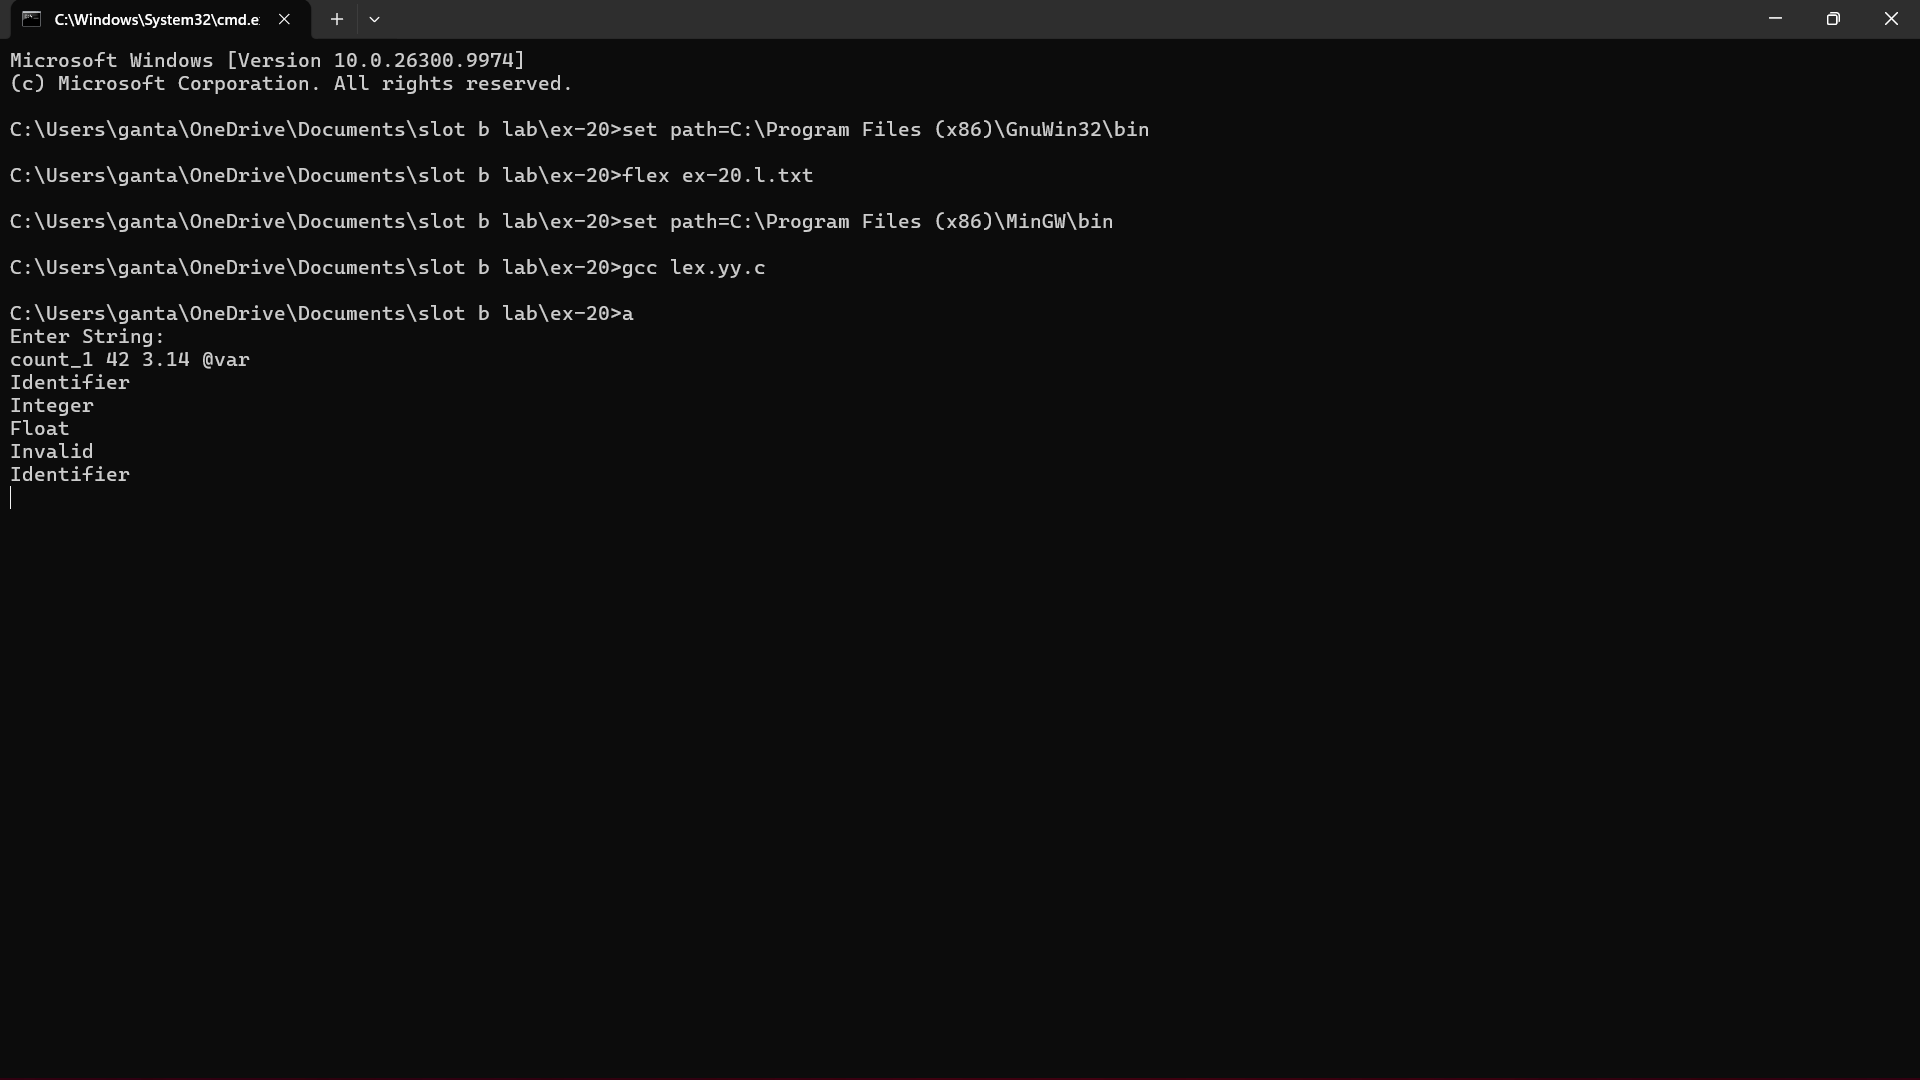 C:\Windows\System32\cmd.e
Microsoft Windows [Version 10.0.26300.9974]
(c) Microsoft Corporation. All rights reserved.
C:\Users\ganta\OneDrive\Documents\slot b lab\ex-20>set path=C:\Program Files (x86)\GnuWin32\bin
C:\Users\ganta\OneDrive\Documents\slot b lab\ex-20>flex ex-20.l.txt
C:\Users\ganta\OneDrive\Documents\slot b lab\ex-20>set path=C:\Program Files (x86)\MinGW\bin
C:\Users\ganta\OneDrive\Documents\slot b lab\ex-20>gcc lex.yy.c
C:\Users\ganta\OneDrive\Documents\slot b lab\ex-20>a
Enter String:
count_1 42 3.14 @var
Identifier
Integer
Float
Invalid
Identifier